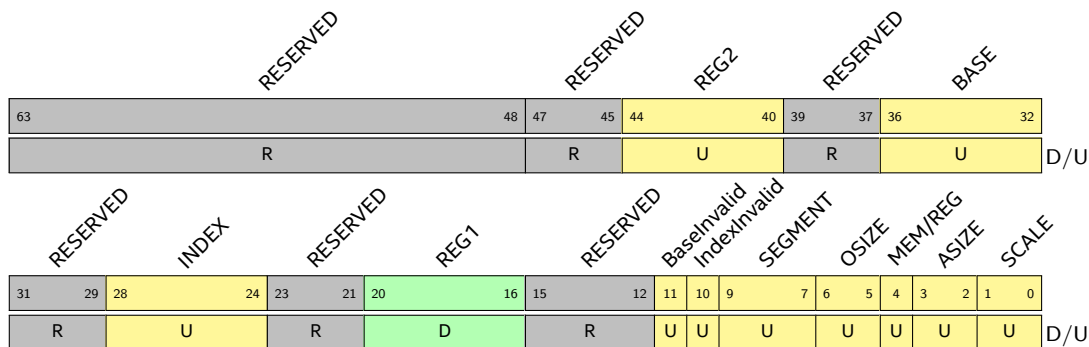 RESERVED RESERVED REG2 RESERVED BASE
63 48 47 45 44 40 39 37 36 32
R R U R U D/U
RESERVED INDEX RESERVED REG1 RESERVED BaseInvalid IndexInvalid SEGMENT OSIZE MEM/REG ASIZE SCALE
31 29 28 24 23 21 20 16 15 12 11 10 9 7 6 5 4 3 2 1 0
R U R D R U U U U U U U D/U